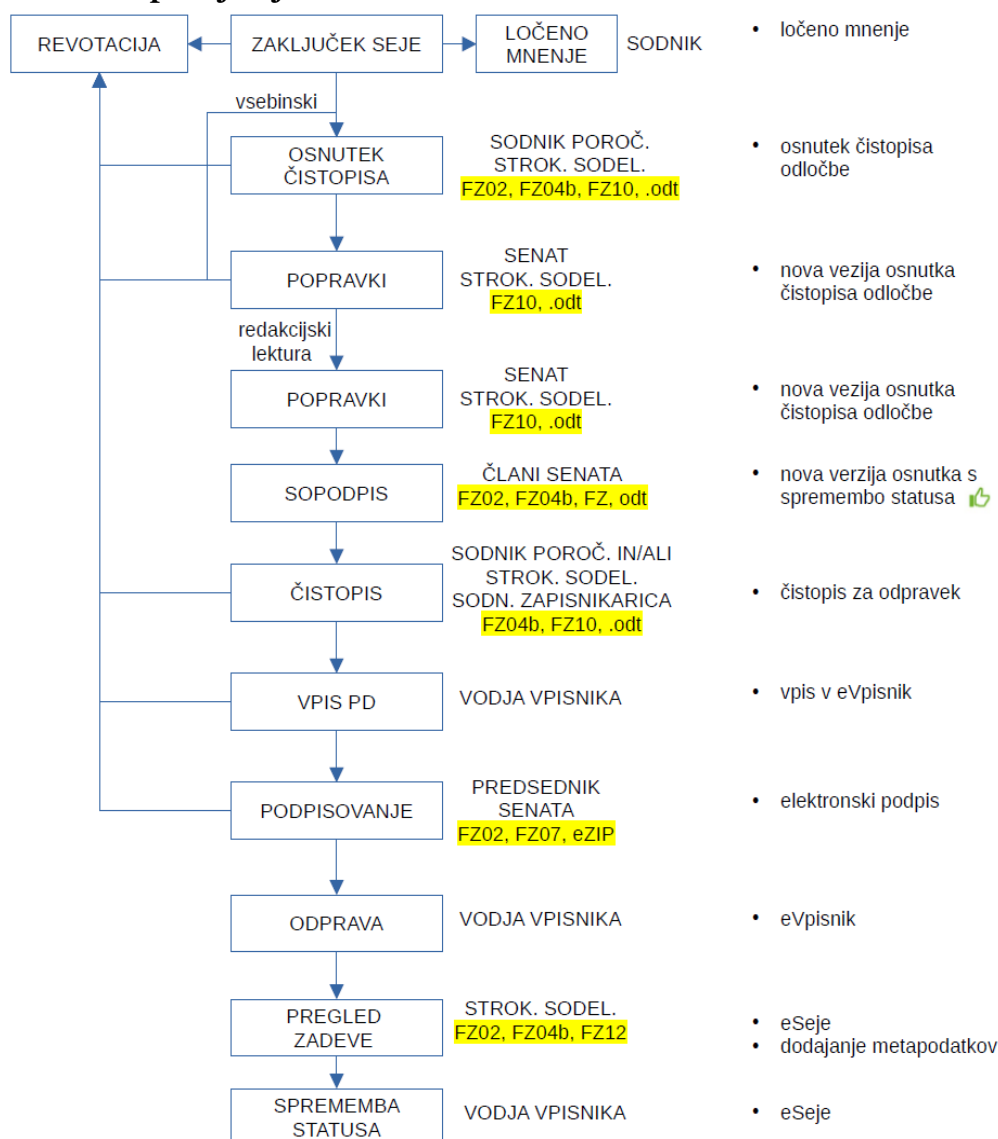 REVOTACIJA
ZAKLJUČEK SEJE
LOČENO
MNENJE
SODNIK
• ločeno mnenje
vsebinski
OSNUTEK
ČISTOPISA
SODNIK POROČ.
STROK. SODEL.
FZ02, FZ04b, FZ10, .odt
• osnutek čistopisa
odločbe
POPRAVKI
SENAT
STROK. SODEL.
FZ10, .odt
• nova vezija osnutka
čistopisa odločbe
redakcijski
lektura
POPRAVKI
SENAT
STROK. SODEL.
FZ10, .odt
• nova vezija osnutka
čistopisa odločbe
SOPODPIS
ČLANI SENATA
FZ02, FZ04b, FZ, odt
• nova verzija osnutka s
spremembo statusa
ČISTOPIS
SODNIK POROČ. IN/ALI
STROK. SODEL.
SODN. ZAPISNIKARICA
FZ04b, FZ10, .odt
• čistopis za odpravek
VPIS PD
VODJA VPISNIKA
• vpis v eVpisnik
PODPISOVANJE
PREDSEDNIK
SENATA
FZ02, FZ07, eZIP
• elektronski podpis
ODPRAVA
VODJA VPISNIKA
• eVpisnik
PREGLED
ZADEVE
STROK. SODEL.
FZ02, FZ04b, FZ12
• eSeje
• dodajanje metapodatkov
SPREMEMBA
STATUSA
VODJA VPISNIKA
• eSeje